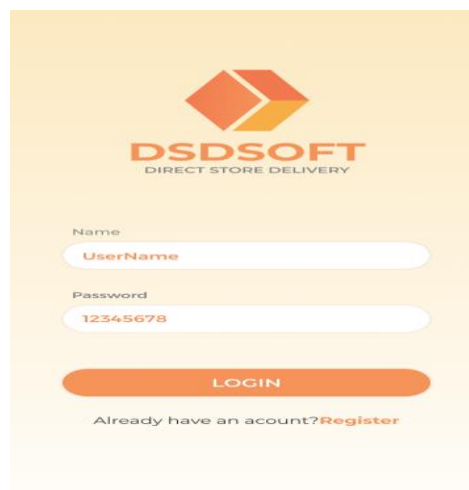 DSDSOFT
DIRECT STORE DELIVERY
Name
UserName
Password
12345678
LOGIN
Already have an acount?Register